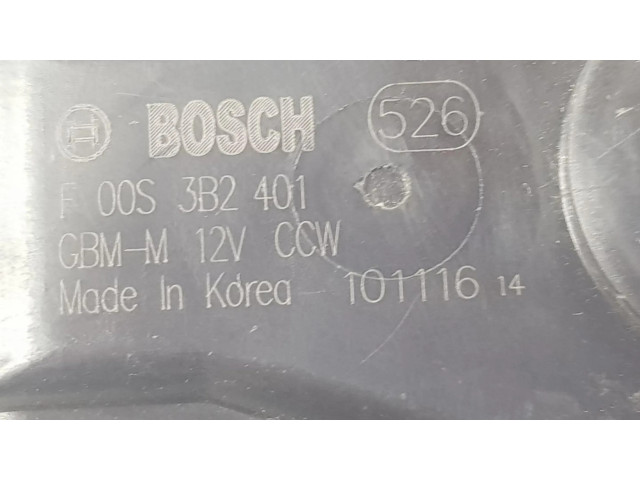 BOSCH 526
F 00S 3B2 401
GBM-M 12V CCW
Made In Korea 101116 14